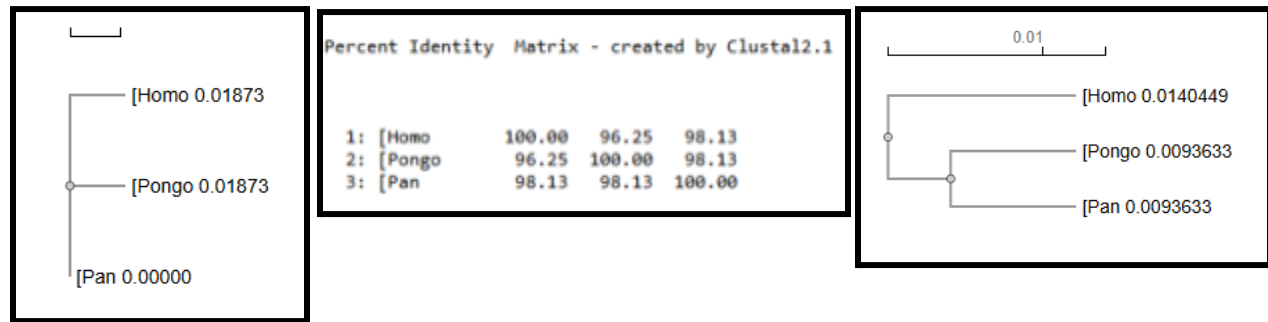 [Homo 0.01873
[Pongo 0.01873
[Pan 0.00000
Percent Identity Matrix - created by Clustal2.1
1: [Homo 100.00 96.25 98.13
2: [Pongo 96.25 100.00 98.13
3: [Pan 98.13 98.13 100.00
0.01
[Homo 0.0140449
[Pongo 0.0093633
[Pan 0.0093633